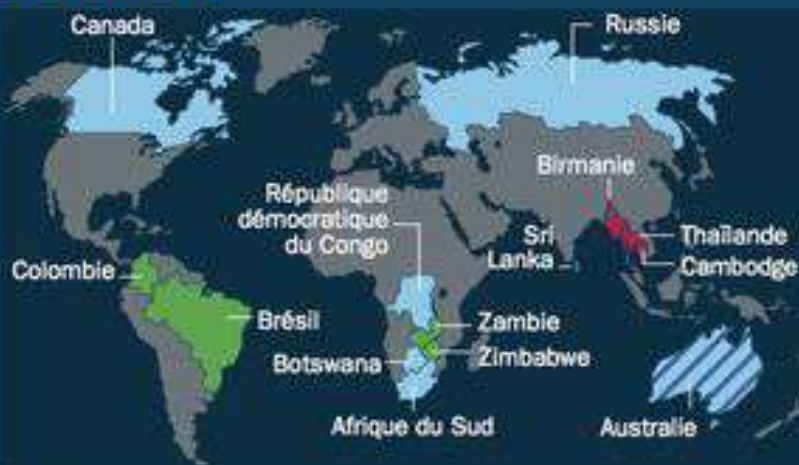 Canada
Russie
Birmanie
République
démocratique
du Congo
Sri
Lanka
Thaïlande
Cambodge
Colombie
Brésil
Zambie
Botswana
Zimbabwe
Afrique du Sud
Australie